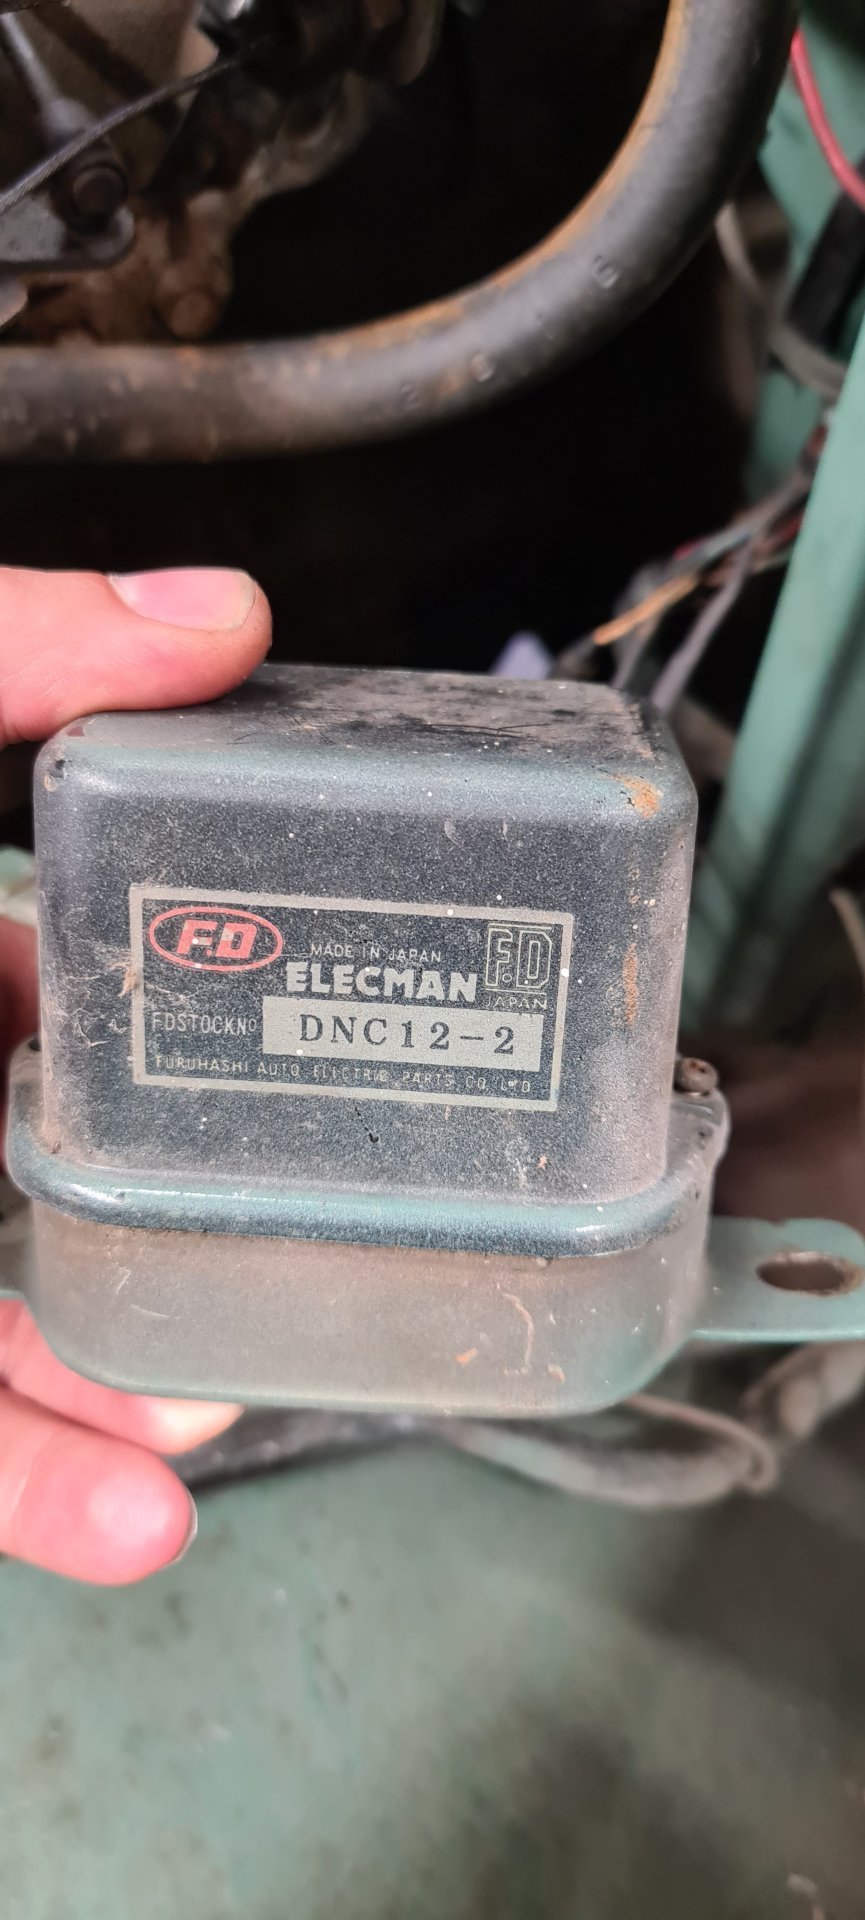 F.D
MADE IN JAPAN
ELECMAN
F.D
JAPAN
FDSTOCKNO
DNC12-2
FURUHASHI AUTO ELECTRIC PARTS CO. LTD